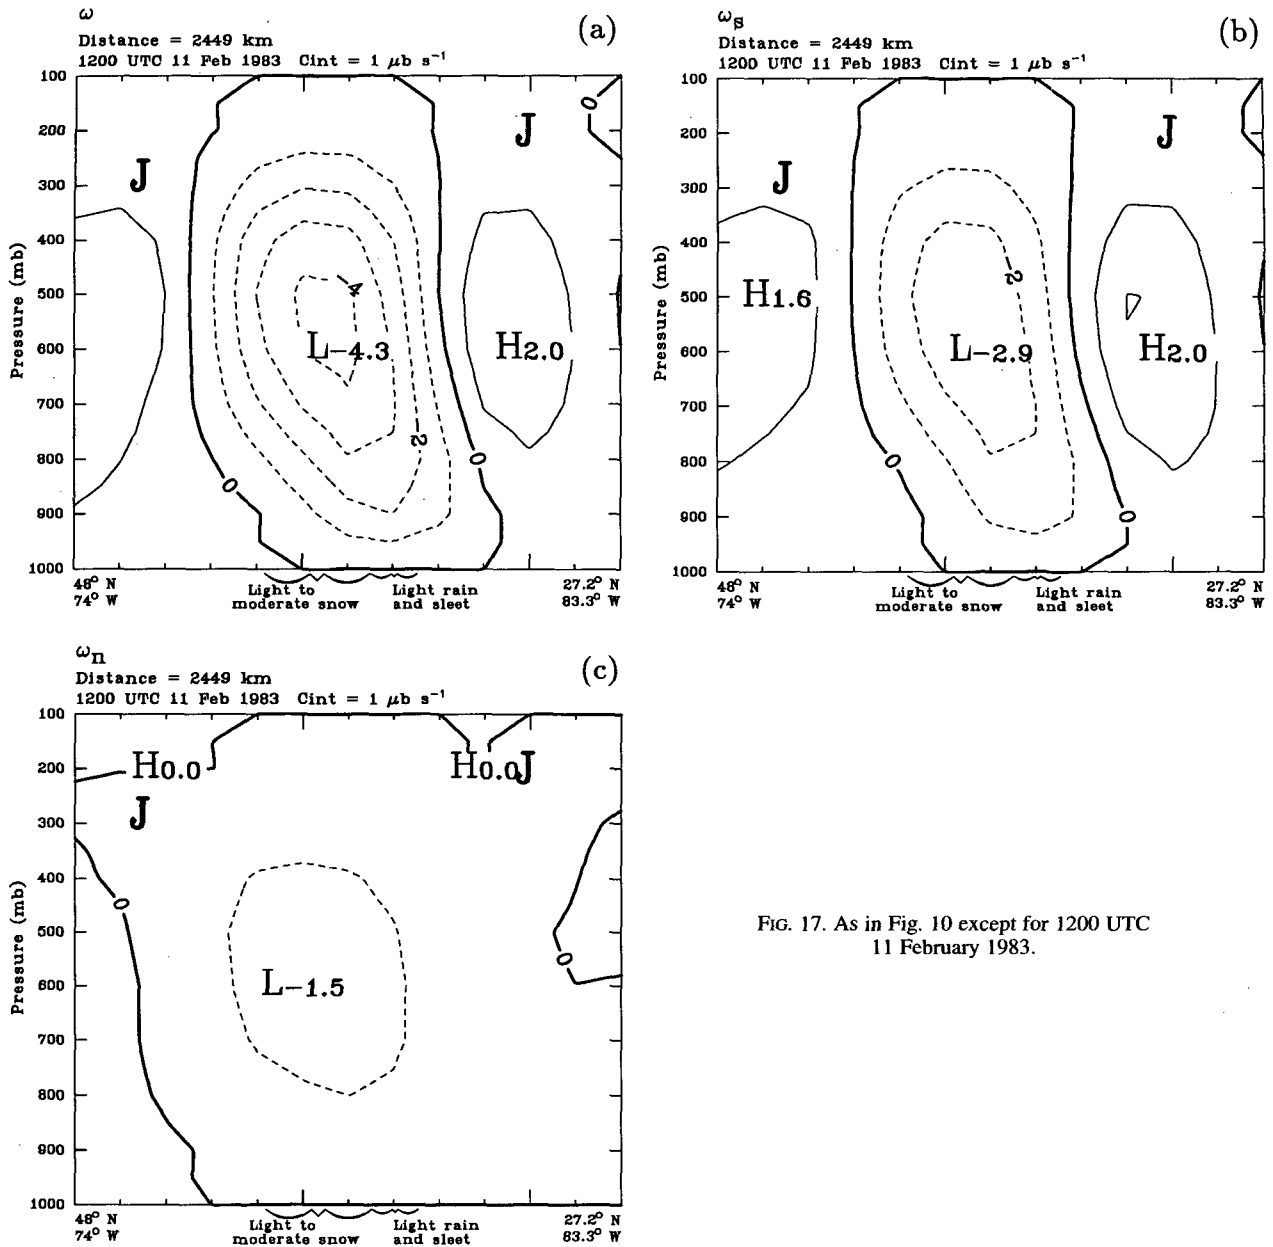 ω
(a)
Distance = 2449 km
1200 UTC 11 Feb 1983 Cint = 1 μb s⁻¹
100
200
300
400
500
600
700
800
900
1000
Pressure (mb)
J
J
0
4
L-4.3
H2.0
2
0
0
48° N
74° W
27.2° N
83.3° W
Light to
moderate snow
Light rain
and sleet
ωs
(b)
Distance = 2449 km
1200 UTC 11 Feb 1983 Cint = 1 μb s⁻¹
100
200
300
400
500
600
700
800
900
1000
Pressure (mb)
J
J
-2
H1.6
L-2.9
H2.0
0
0
48° N
74° W
27.2° N
83.3° W
Light to
moderate snow
Light rain
and sleet
ωn
(c)
Distance = 2449 km
1200 UTC 11 Feb 1983 Cint = 1 μb s⁻¹
100
200
300
400
500
600
700
800
900
1000
Pressure (mb)
H0.0
H0.0J
J
0
L-1.5
0
48° N
74° W
27.2° N
83.3° W
Light to
moderate snow
Light rain
and sleet
FIG. 17. As in Fig. 10 except for 1200 UTC
11 February 1983.